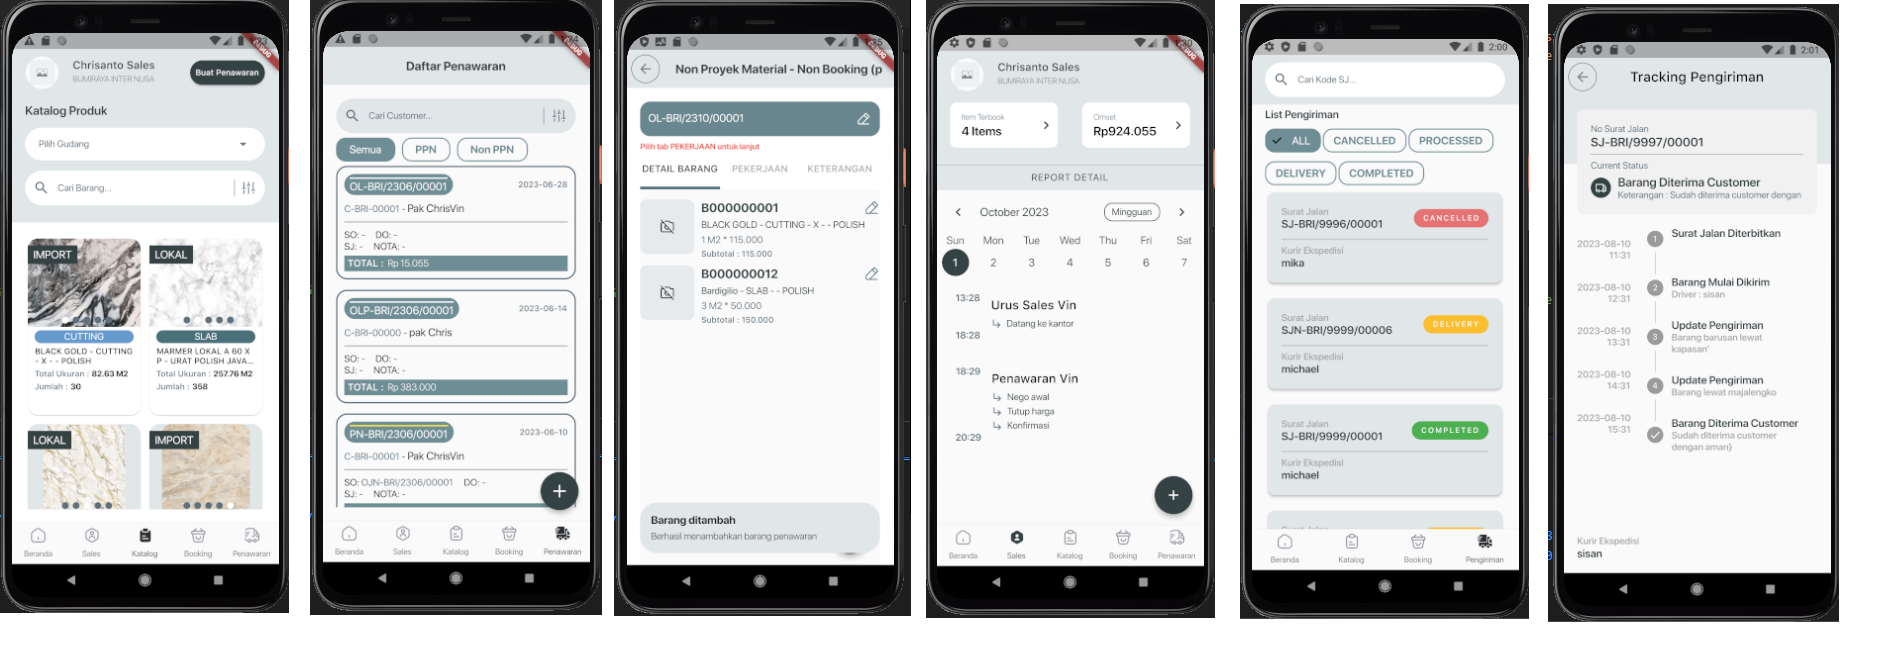 Chrisanto Sales
BUMIRAYA INTER NUSA
Buat Penawaran
Katalog Produk
Pilih Gudang
Cari Barang...
IMPORT
LOKAL
CUTTING
SLAB
BLACK GOLD - CUTTING - X - - POLISH
MARMER LOKAL A 60 X P - URAT POLISH JAVA...
Total Ukuran : 82.63 M2
Total Ukuran : 257.76 M2
Jumlah : 30
Jumlah : 358
LOKAL
IMPORT
Beranda
Sales
Katalog
Booking
Penawaran
Daftar Penawaran
Cari Customer...
Semua
PPN
Non PPN
OL-BRI/2306/00001
2023-06-28
C-BRI-00001 - Pak ChrisVin
SO: - DO: -
SJ: - NOTA: -
TOTAL : Rp 15.055
OLP-BRI/2306/00001
2023-06-14
C-BRI-00000 - pak Chris
SO: - DO: -
SJ: - NOTA: -
TOTAL : Rp 383.000
PN-BRI/2306/00001
2023-06-10
C-BRI-00001 - Pak ChrisVin
SO: OJN-BRI/2306/00001 DO: -
SJ: - NOTA: -
Beranda
Sales
Katalog
Booking
Penawaran
Non Proyek Material - Non Booking (p
OL-BRI/2310/00001
Pilih tab PEKERJAAN untuk lanjut
DETAIL BARANG
PEKERJAAN
KETERANGAN
B000000001
BLACK GOLD - CUTTING - X - - POLISH
1 M2 * 115.000
Subtotal : 115.000
B000000012
Bardigilio - SLAB - - POLISH
3 M2 * 50.000
Subtotal : 150.000
Barang ditambah
Berhasil menambahkan barang penawaran
Chrisanto Sales
BUMIRAYA INTER NUSA
Item Terbook
4 Items
Omset
Rp924.055
REPORT DETAIL
October 2023
Mingguan
Sun Mon Tue Wed Thu Fri Sat
1 2 3 4 5 6 7
13:28
Urus Sales Vin
Datang ke kantor
18:28
18:29
Penawaran Vin
Nego awal
Tutup harga
Konfirmasi
20:29
Beranda
Sales
Katalog
Booking
Penawaran
2:00
Cari Kode SJ...
List Pengiriman
ALL
CANCELLED
PROCESSED
DELIVERY
COMPLETED
Surat Jalan
SJ-BRI/9996/00001
CANCELLED
Kurir Ekspedisi
mika
Surat Jalan
SJN-BRI/9999/00006
DELIVERY
Kurir Ekspedisi
michael
Surat Jalan
SJ-BRI/9999/00001
COMPLETED
Kurir Ekspedisi
michael
Beranda
Katalog
Booking
Pengiriman
2:01
Tracking Pengiriman
No Surat Jalan
SJ-BRI/9997/00001
Current Status
Barang Diterima Customer
Keterangan : Sudah diterima customer dengan
2023-08-10
11:31
1
Surat Jalan Diterbitkan
2023-08-10
12:31
2
Barang Mulai Dikirim
Driver : sisan
2023-08-10
13:31
3
Update Pengiriman
Barang barusan lewat
kapasan'
2023-08-10
14:31
4
Update Pengiriman
Barang lewat majalengko
2023-08-10
15:31
Barang Diterima Customer
Sudah diterima customer
dengan aman)
Kurir Ekspedisi
sisan